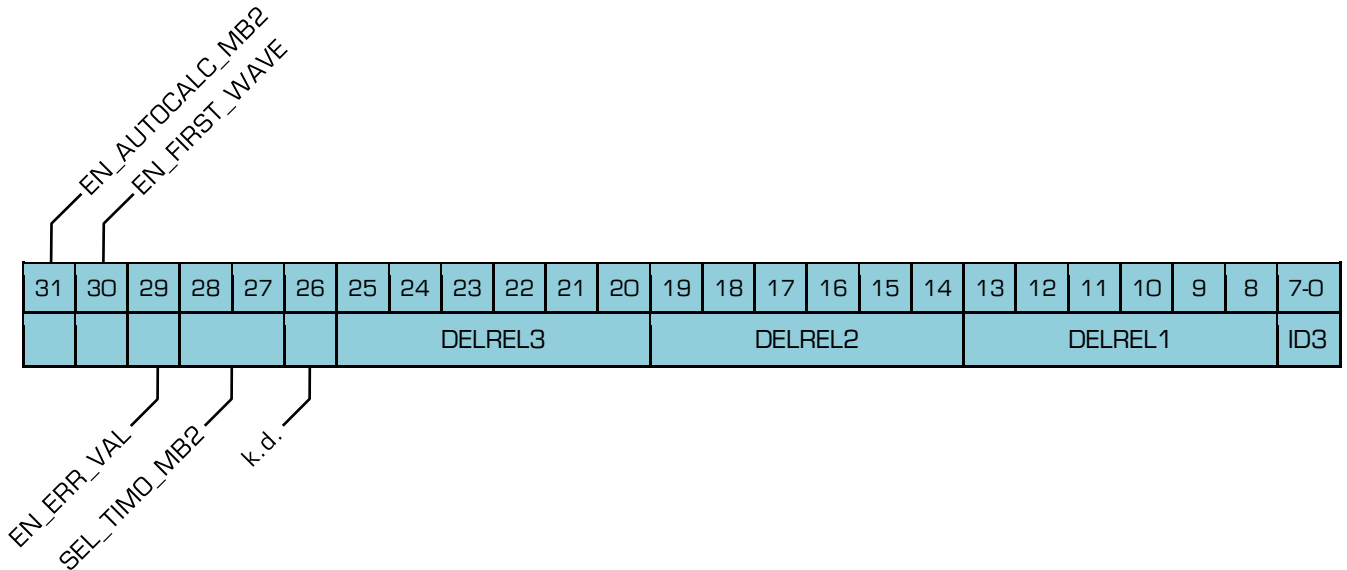 EN_AUTOCALC_MB2
EN_FIRST_WAVE
31 30 29 28 27 26 25 24 23 22 21 20 19 18 17 16 15 14 13 12 11 10 9 8 7-0
DELREL3 DELREL2 DELREL1 ID3
EN_ERR_VAL
SEL_TIMO_MB2
k.d.